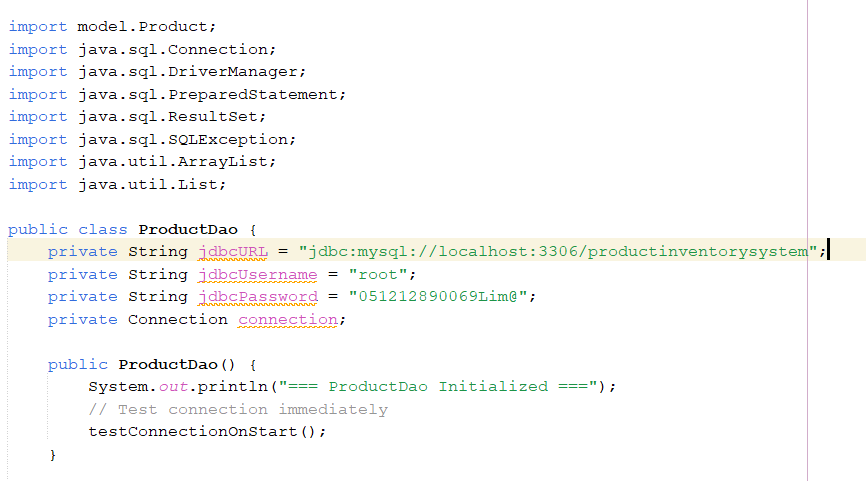 import model.Product;
import java.sql.Connection;
import java.sql.DriverManager;
import java.sql.PreparedStatement;
import java.sql.ResultSet;
import java.sql.SQLException;
import java.util.ArrayList;
import java.util.List;
public class ProductDao {
private String jdbcURL = "jdbc:mysql://localhost:3306/productinventorysystem";
private String jdbcUsername = "root";
private String jdbcPassword = "051212890069Lim@";
private Connection connection;
public ProductDao() {
System.out.println("=== ProductDao Initialized ===");
// Test connection immediately
testConnectionOnStart();
}